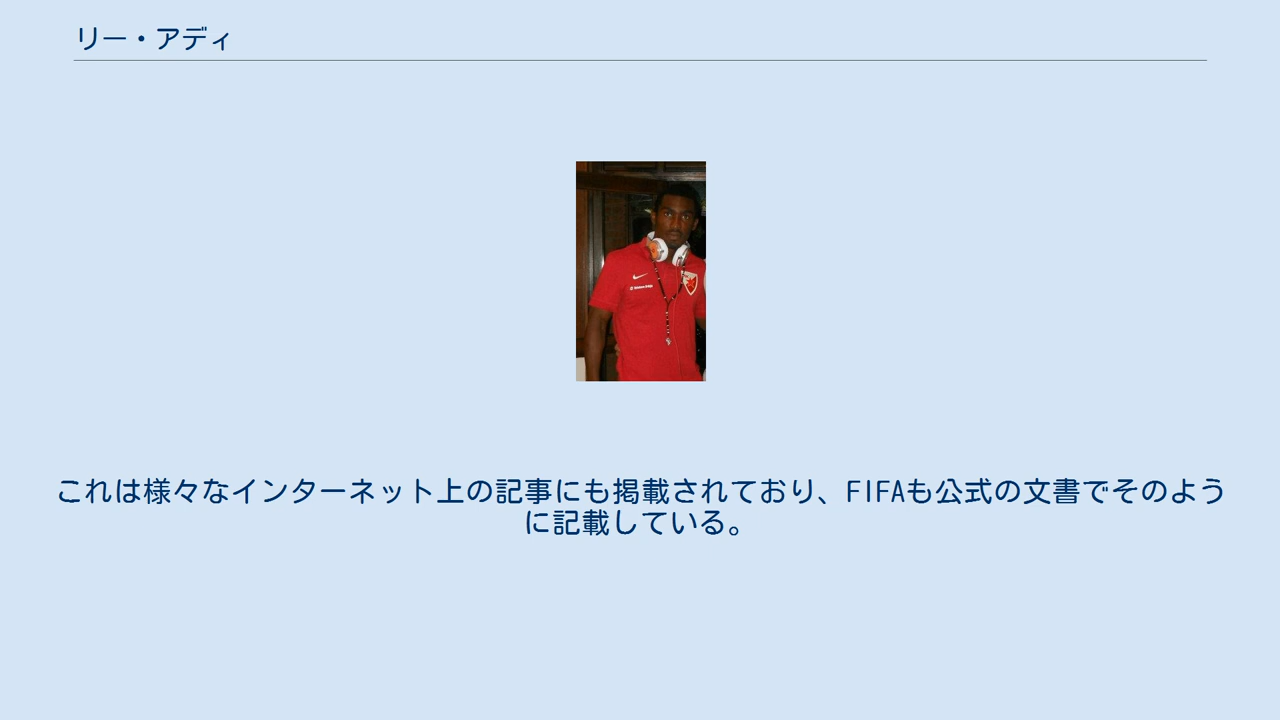 リー・アディ
これは様々なインターネット上の記事にも掲載されており、FIFAも公式の文書でそのよう
に記載している。